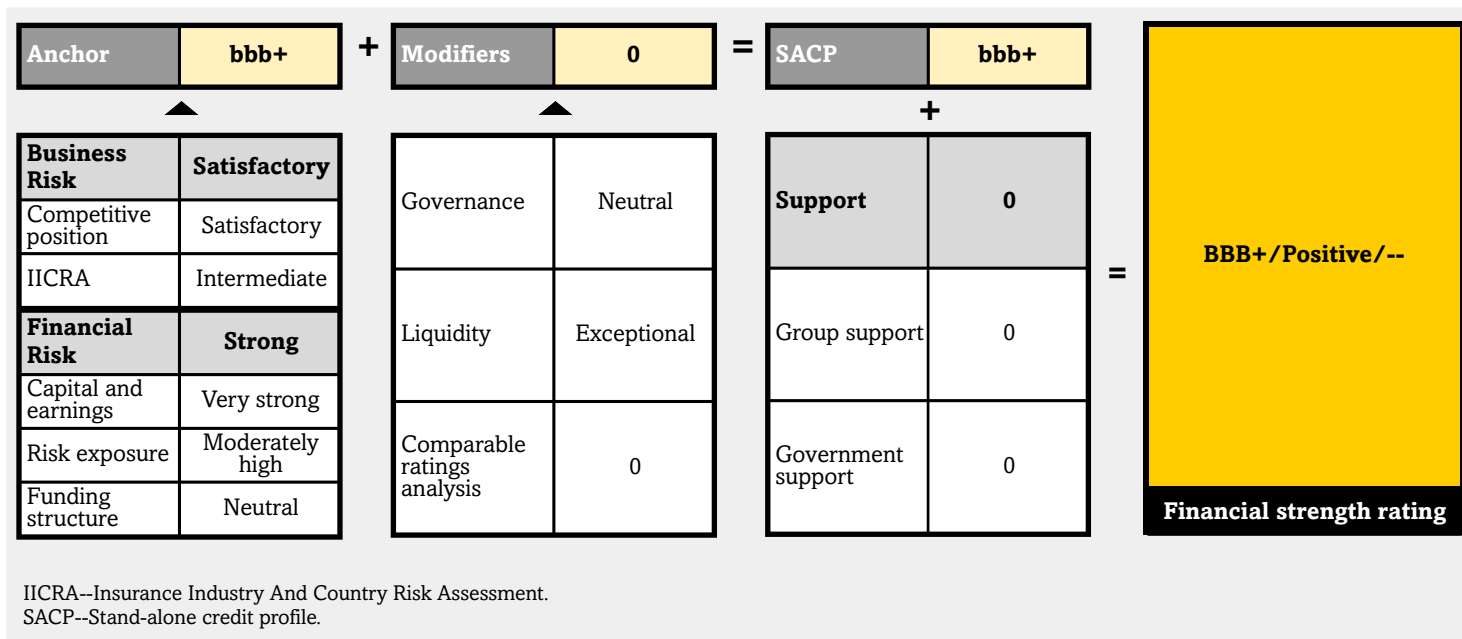 Anchor
bbb+
+
Modifiers
0
=
SACP
bbb+
+
Business
Risk
Satisfactory
Competitive
position
Satisfactory
IICRA
Intermediate
Financial
Risk
Strong
Capital and
earnings
Very strong
Risk exposure
Moderately
high
Funding
structure
Neutral
Governance
Neutral
Liquidity
Exceptional
Comparable
ratings
analysis
0
Support
0
Group support
0
Government
support
0
=
BBB+/Positive/--
Financial strength rating
IICRA--Insurance Industry And Country Risk Assessment.
SACP--Stand-alone credit profile.